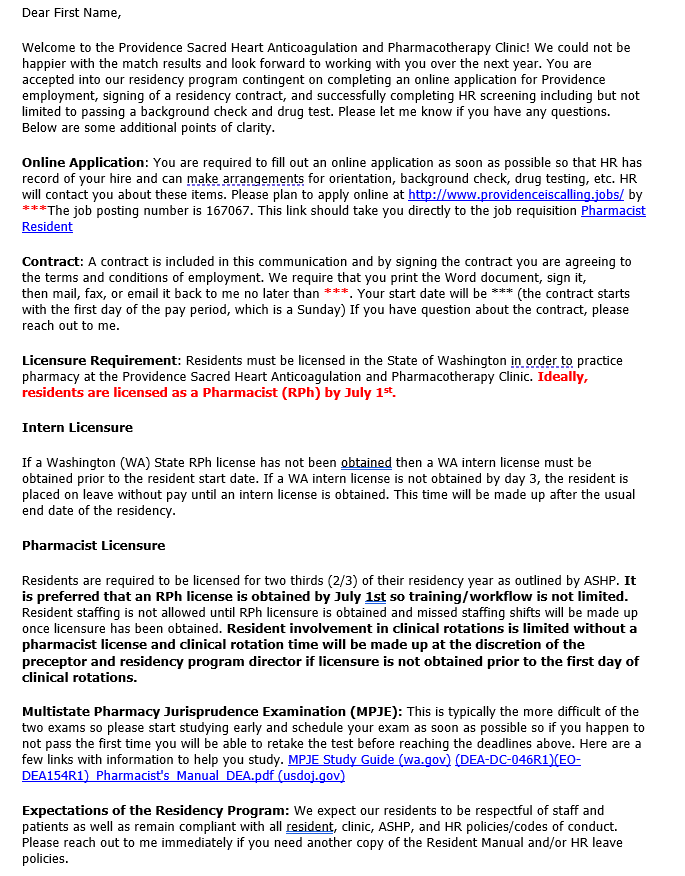 Dear First Name,
Welcome to the Providence Sacred Heart Anticoagulation and Pharmacotherapy Clinic! We could not be
happier with the match results and look forward to working with you over the next year. You are
accepted into our residency program contingent on completing an online application for Providence
employment, signing of a residency contract, and successfully completing HR screening including but not
limited to passing a background check and drug test. Please let me know if you have any questions.
Below are some additional points of clarity.
Online Application: You are required to fill out an online application as soon as possible so that HR has
record of your hire and can make arrangements for orientation, background check, drug testing, etc. HR
will contact you about these items. Please plan to apply online at http://www.providenceiscalling.jobs/ by
***The job posting number is 167067. This link should take you directly to the job requisition Pharmacist
Resident
Contract: A contract is included in this communication and by signing the contract you are agreeing to
the terms and conditions of employment. We require that you print the Word document, sign it,
then mail, fax, or email it back to me no later than ***. Your start date will be *** (the contract starts
with the first day of the pay period, which is a Sunday) If you have question about the contract, please
reach out to me.
Licensure Requirement: Residents must be licensed in the State of Washington in order to practice
pharmacy at the Providence Sacred Heart Anticoagulation and Pharmacotherapy Clinic. Ideally,
residents are licensed as a Pharmacist (RPh) by July 1st.
Intern Licensure
If a Washington (WA) State RPh license has not been obtained then a WA intern license must be
obtained prior to the resident start date. If a WA intern license is not obtained by day 3, the resident is
placed on leave without pay until an intern license is obtained. This time will be made up after the usual
end date of the residency.
Pharmacist Licensure
Residents are required to be licensed for two thirds (2/3) of their residency year as outlined by ASHP. It
is preferred that an RPh license is obtained by July 1st so training/workflow is not limited.
Resident staffing is not allowed until RPh licensure is obtained and missed staffing shifts will be made up
once licensure has been obtained. Resident involvement in clinical rotations is limited without a
pharmacist license and clinical rotation time will be made up at the discretion of the
preceptor and residency program director if licensure is not obtained prior to the first day of
clinical rotations.
Multistate Pharmacy Jurisprudence Examination (MPJE): This is typically the more difficult of the
two exams so please start studying early and schedule your exam as soon as possible so if you happen to
not pass the first time you will be able to retake the test before reaching the deadlines above. Here are a
few links with information to help you study. MPJE Study Guide (wa.gov) (DEA-DC-046R1)(EO-
DEA154R1)_Pharmacist's_Manual_DEA.pdf (usdoj.gov)
Expectations of the Residency Program: We expect our residents to be respectful of staff and
patients as well as remain compliant with all resident, clinic, ASHP, and HR policies/codes of conduct.
Please reach out to me immediately if you need another copy of the Resident Manual and/or HR leave
policies.